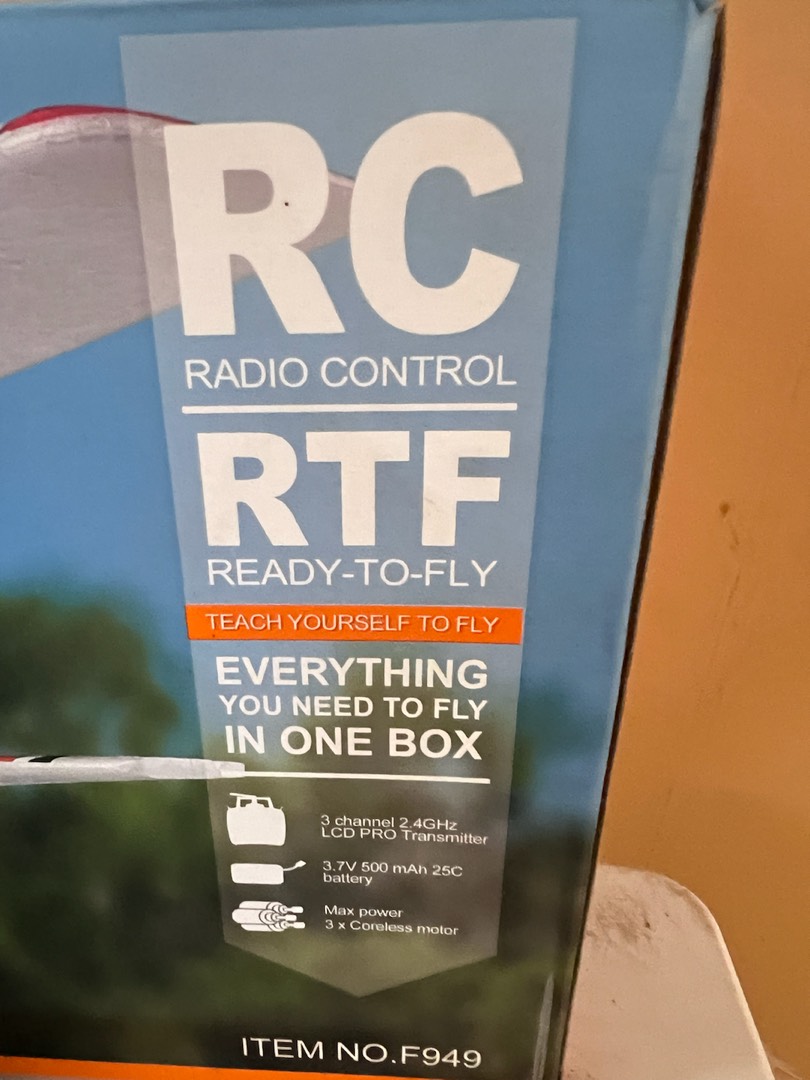 RC
RADIO CONTROL
RTF
READY-TO-FLY
TEACH YOURSELF TO FLY
EVERYTHING
YOU NEED TO FLY
IN ONE BOX
3 channel 2.4GHz
LCD PRO Transmitter
3.7V 500 mAh 25C
battery
Max power
3 x Coreless motor
ITEM NO.F949